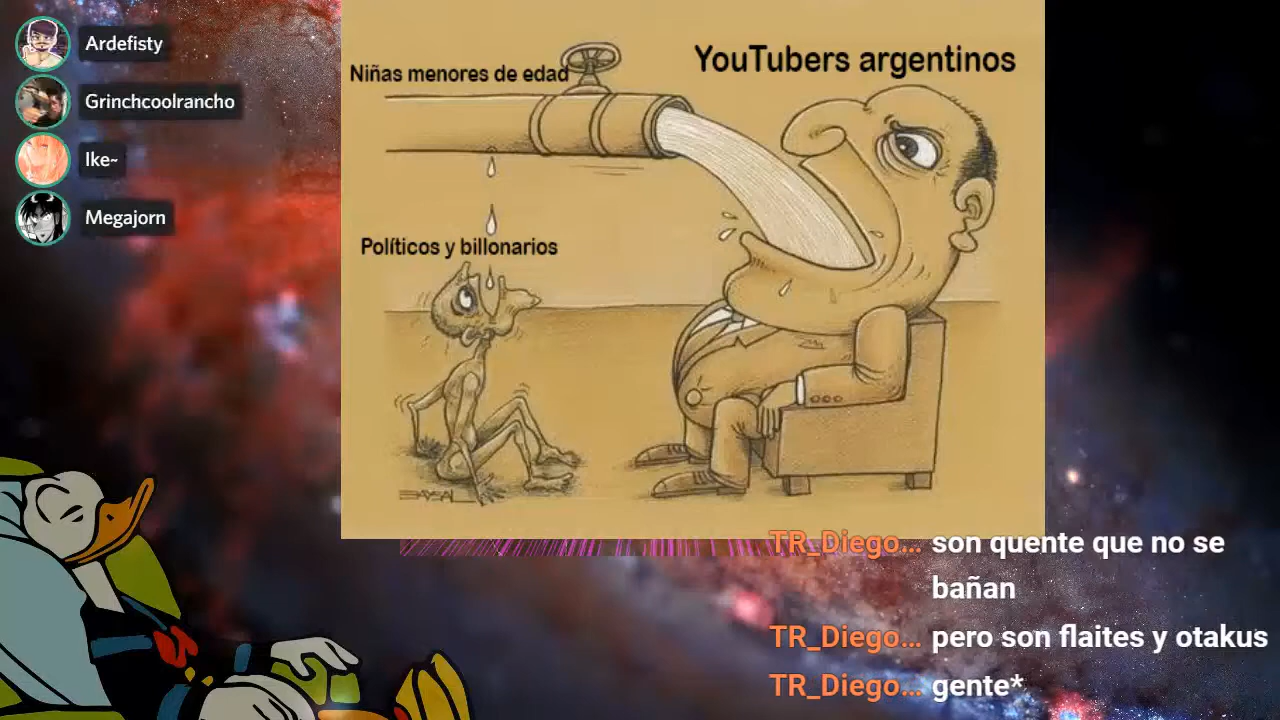 Ardefisty
Grinchcoolrancho
Ike~
Megajorn
Niñas menores de edad
YouTubers argentinos
Políticos y billonarios
BAYSAL
TR_Diego... son quente que no se
bañan
TR_Diego... pero son flaites y otakus
TR_Diego... gente*